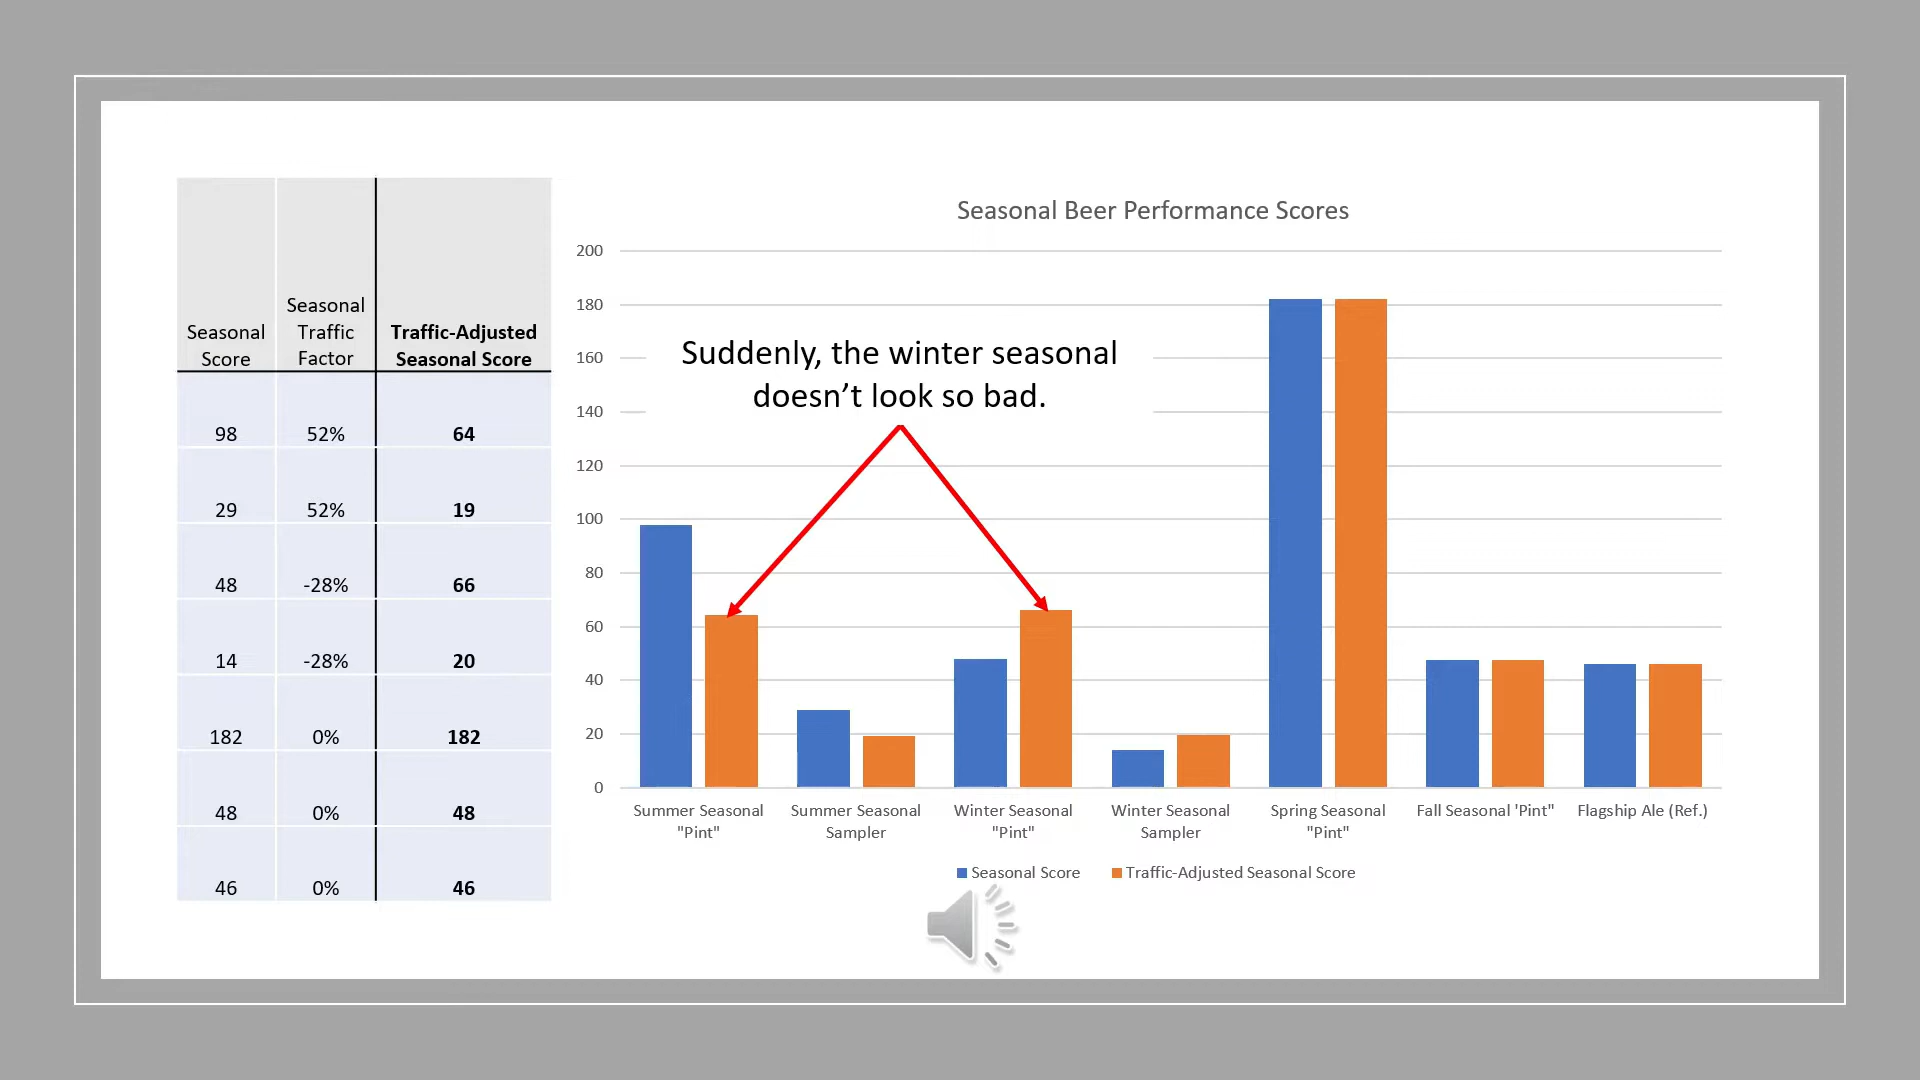 Seasonal Score
Seasonal Traffic Factor
Traffic-Adjusted Seasonal Score
98 52% 64
29 52% 19
48 -28% 66
14 -28% 20
182 0% 182
48 0% 48
46 0% 46
Seasonal Beer Performance Scores
200
180
160
140
120
100
80
60
40
20
0
Suddenly, the winter seasonal
doesn’t look so bad.
Summer Seasonal "Pint"
Summer Seasonal Sampler
Winter Seasonal "Pint"
Winter Seasonal Sampler
Spring Seasonal "Pint"
Fall Seasonal 'Pint"
Flagship Ale (Ref.)
Seasonal Score
Traffic-Adjusted Seasonal Score